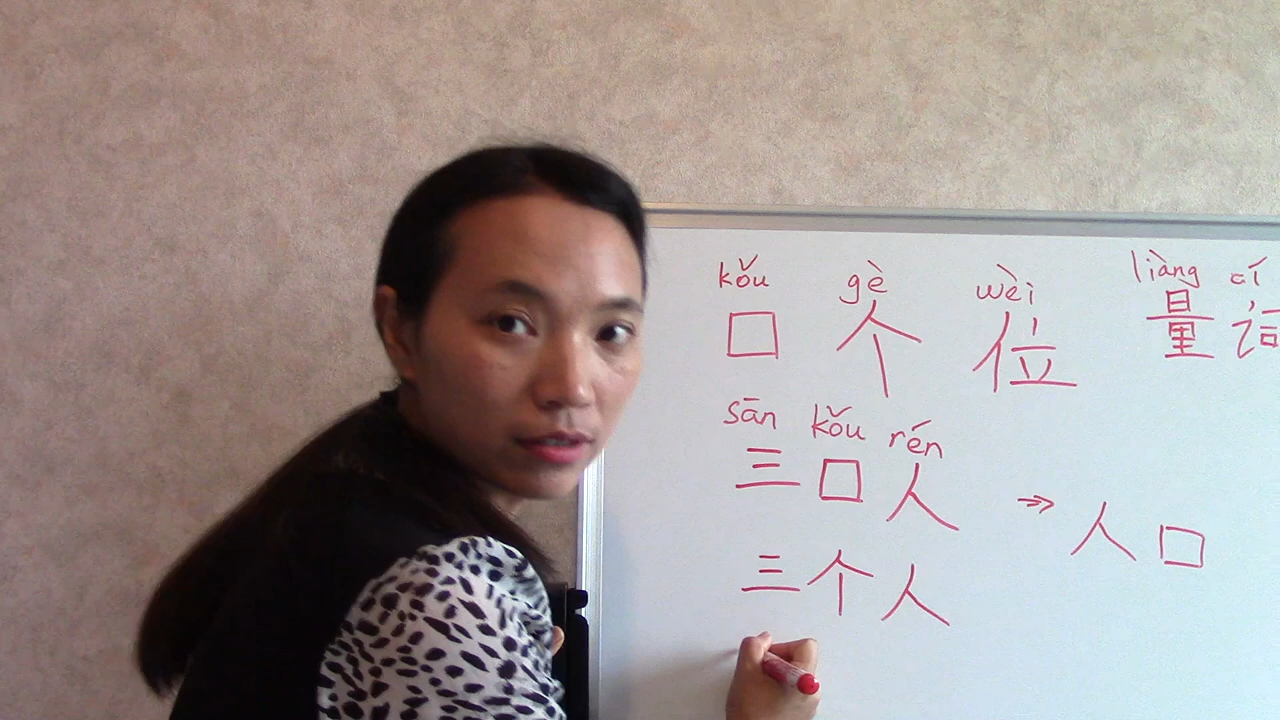 kǒu gè wèi liàng cí
口 个 位 量 词
sān kǒu rén
三 口 人 ⇒ 人 口
三 个 人